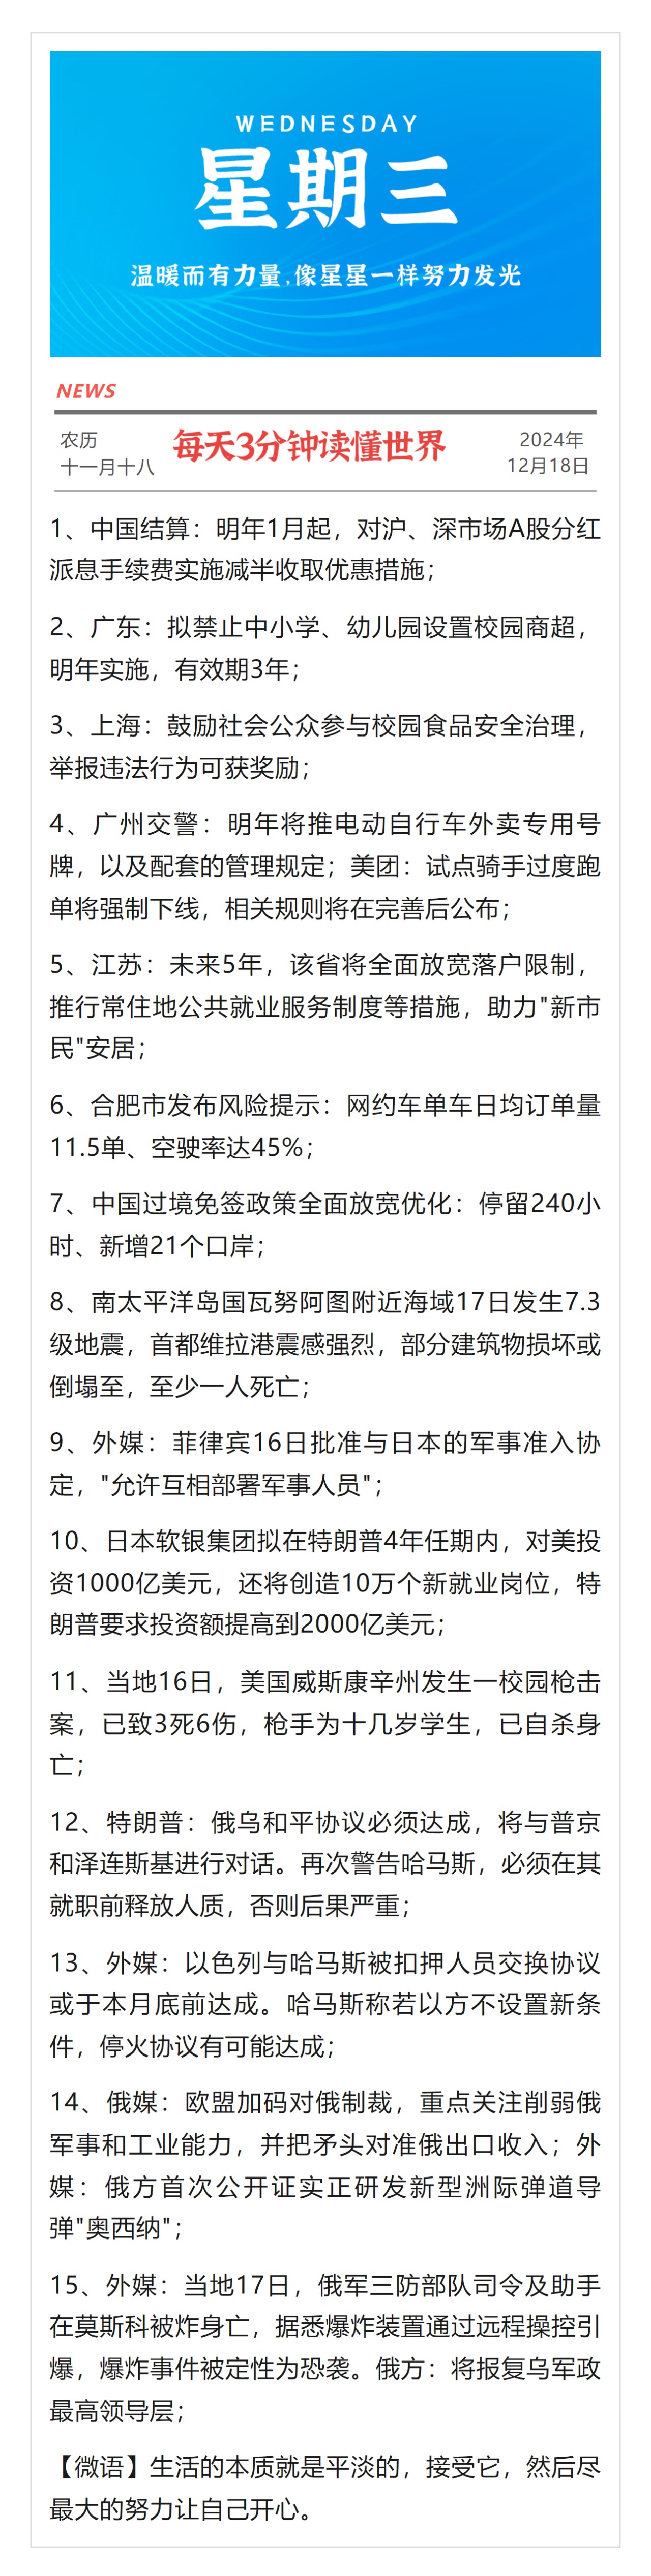 WEDNESDAY
星期三
温暖而有力量,像星星一样努力发光
NEWS
农历
十一月十八
每天3分钟读懂世界
2024年
12月18日
1、中国结算：明年1月起，对沪、深市场A股分红
派息手续费实施减半收取优惠措施；
2、广东：拟禁止中小学、幼儿园设置校园商超，
明年实施，有效期3年；
3、上海：鼓励社会公众参与校园食品安全治理，
举报违法行为可获奖励；
4、广州交警：明年将推电动自行车外卖专用号
牌，以及配套的管理规定；美团：试点骑手过度跑
单将强制下线，相关规则将在完善后公布；
5、江苏：未来5年，该省将全面放宽落户限制，
推行常住地公共就业服务制度等措施，助力"新市
民"安居；
6、合肥市发布风险提示：网约车单车日均订单量
11.5单、空驶率达45%；
7、中国过境免签政策全面放宽优化：停留240小
时、新增21个口岸；
8、南太平洋岛国瓦努阿图附近海域17日发生7.3
级地震，首都维拉港震感强烈，部分建筑物损坏或
倒塌至，至少一人死亡；
9、外媒：菲律宾16日批准与日本的军事准入协
定，"允许互相部署军事人员"；
10、日本软银集团拟在特朗普4年任期内，对美投
资1000亿美元，还将创造10万个新就业岗位，特
朗普要求投资额提高到2000亿美元；
11、当地16日，美国威斯康辛州发生一校园枪击
案，已致3死6伤，枪手为十几岁学生，已自杀身
亡；
12、特朗普：俄乌和平协议必须达成，将与普京
和泽连斯基进行对话。再次警告哈马斯，必须在其
就职前释放人质，否则后果严重；
13、外媒：以色列与哈马斯被扣押人员交换协议
或于本月底前达成。哈马斯称若以方不设置新条
件，停火协议有可能达成；
14、俄媒：欧盟加码对俄制裁，重点关注削弱俄
军事和工业能力，并把矛头对准俄出口收入；外
媒：俄方首次公开证实正研发新型洲际弹道导
弹"奥西纳"；
15、外媒：当地17日，俄军三防部队司令及助手
在莫斯科被炸身亡，据悉爆炸装置通过远程操控引
爆，爆炸事件被定性为恐袭。俄方：将报复乌军政
最高领导层；
【微语】生活的本质就是平淡的，接受它，然后尽
最大的努力让自己开心。